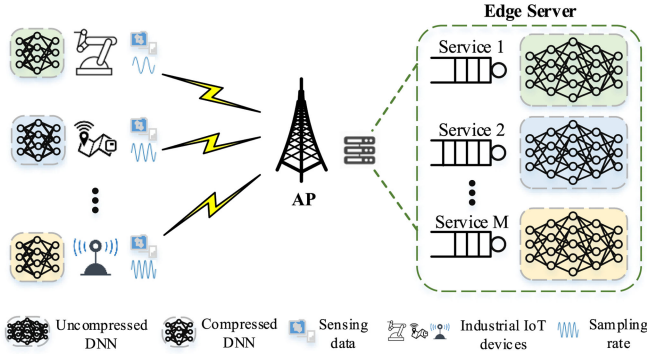 Edge Server
Service 1
Service 2
AP
Service M
Uncompressed
DNN
Compressed
DNN
Sensing
data
Industrial IoT
devices
Sampling
rate